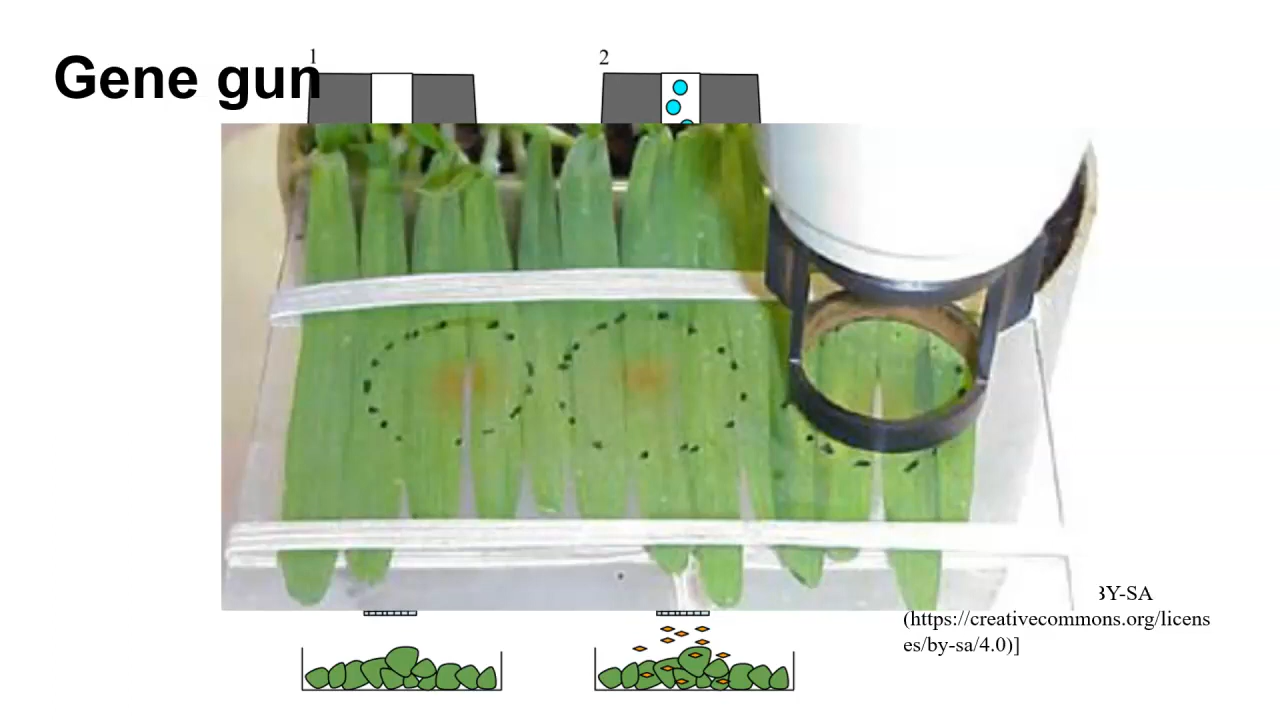 Gene gun
1
2
BY-SA
(https://creativecommons.org/licens
es/by-sa/4.0)]